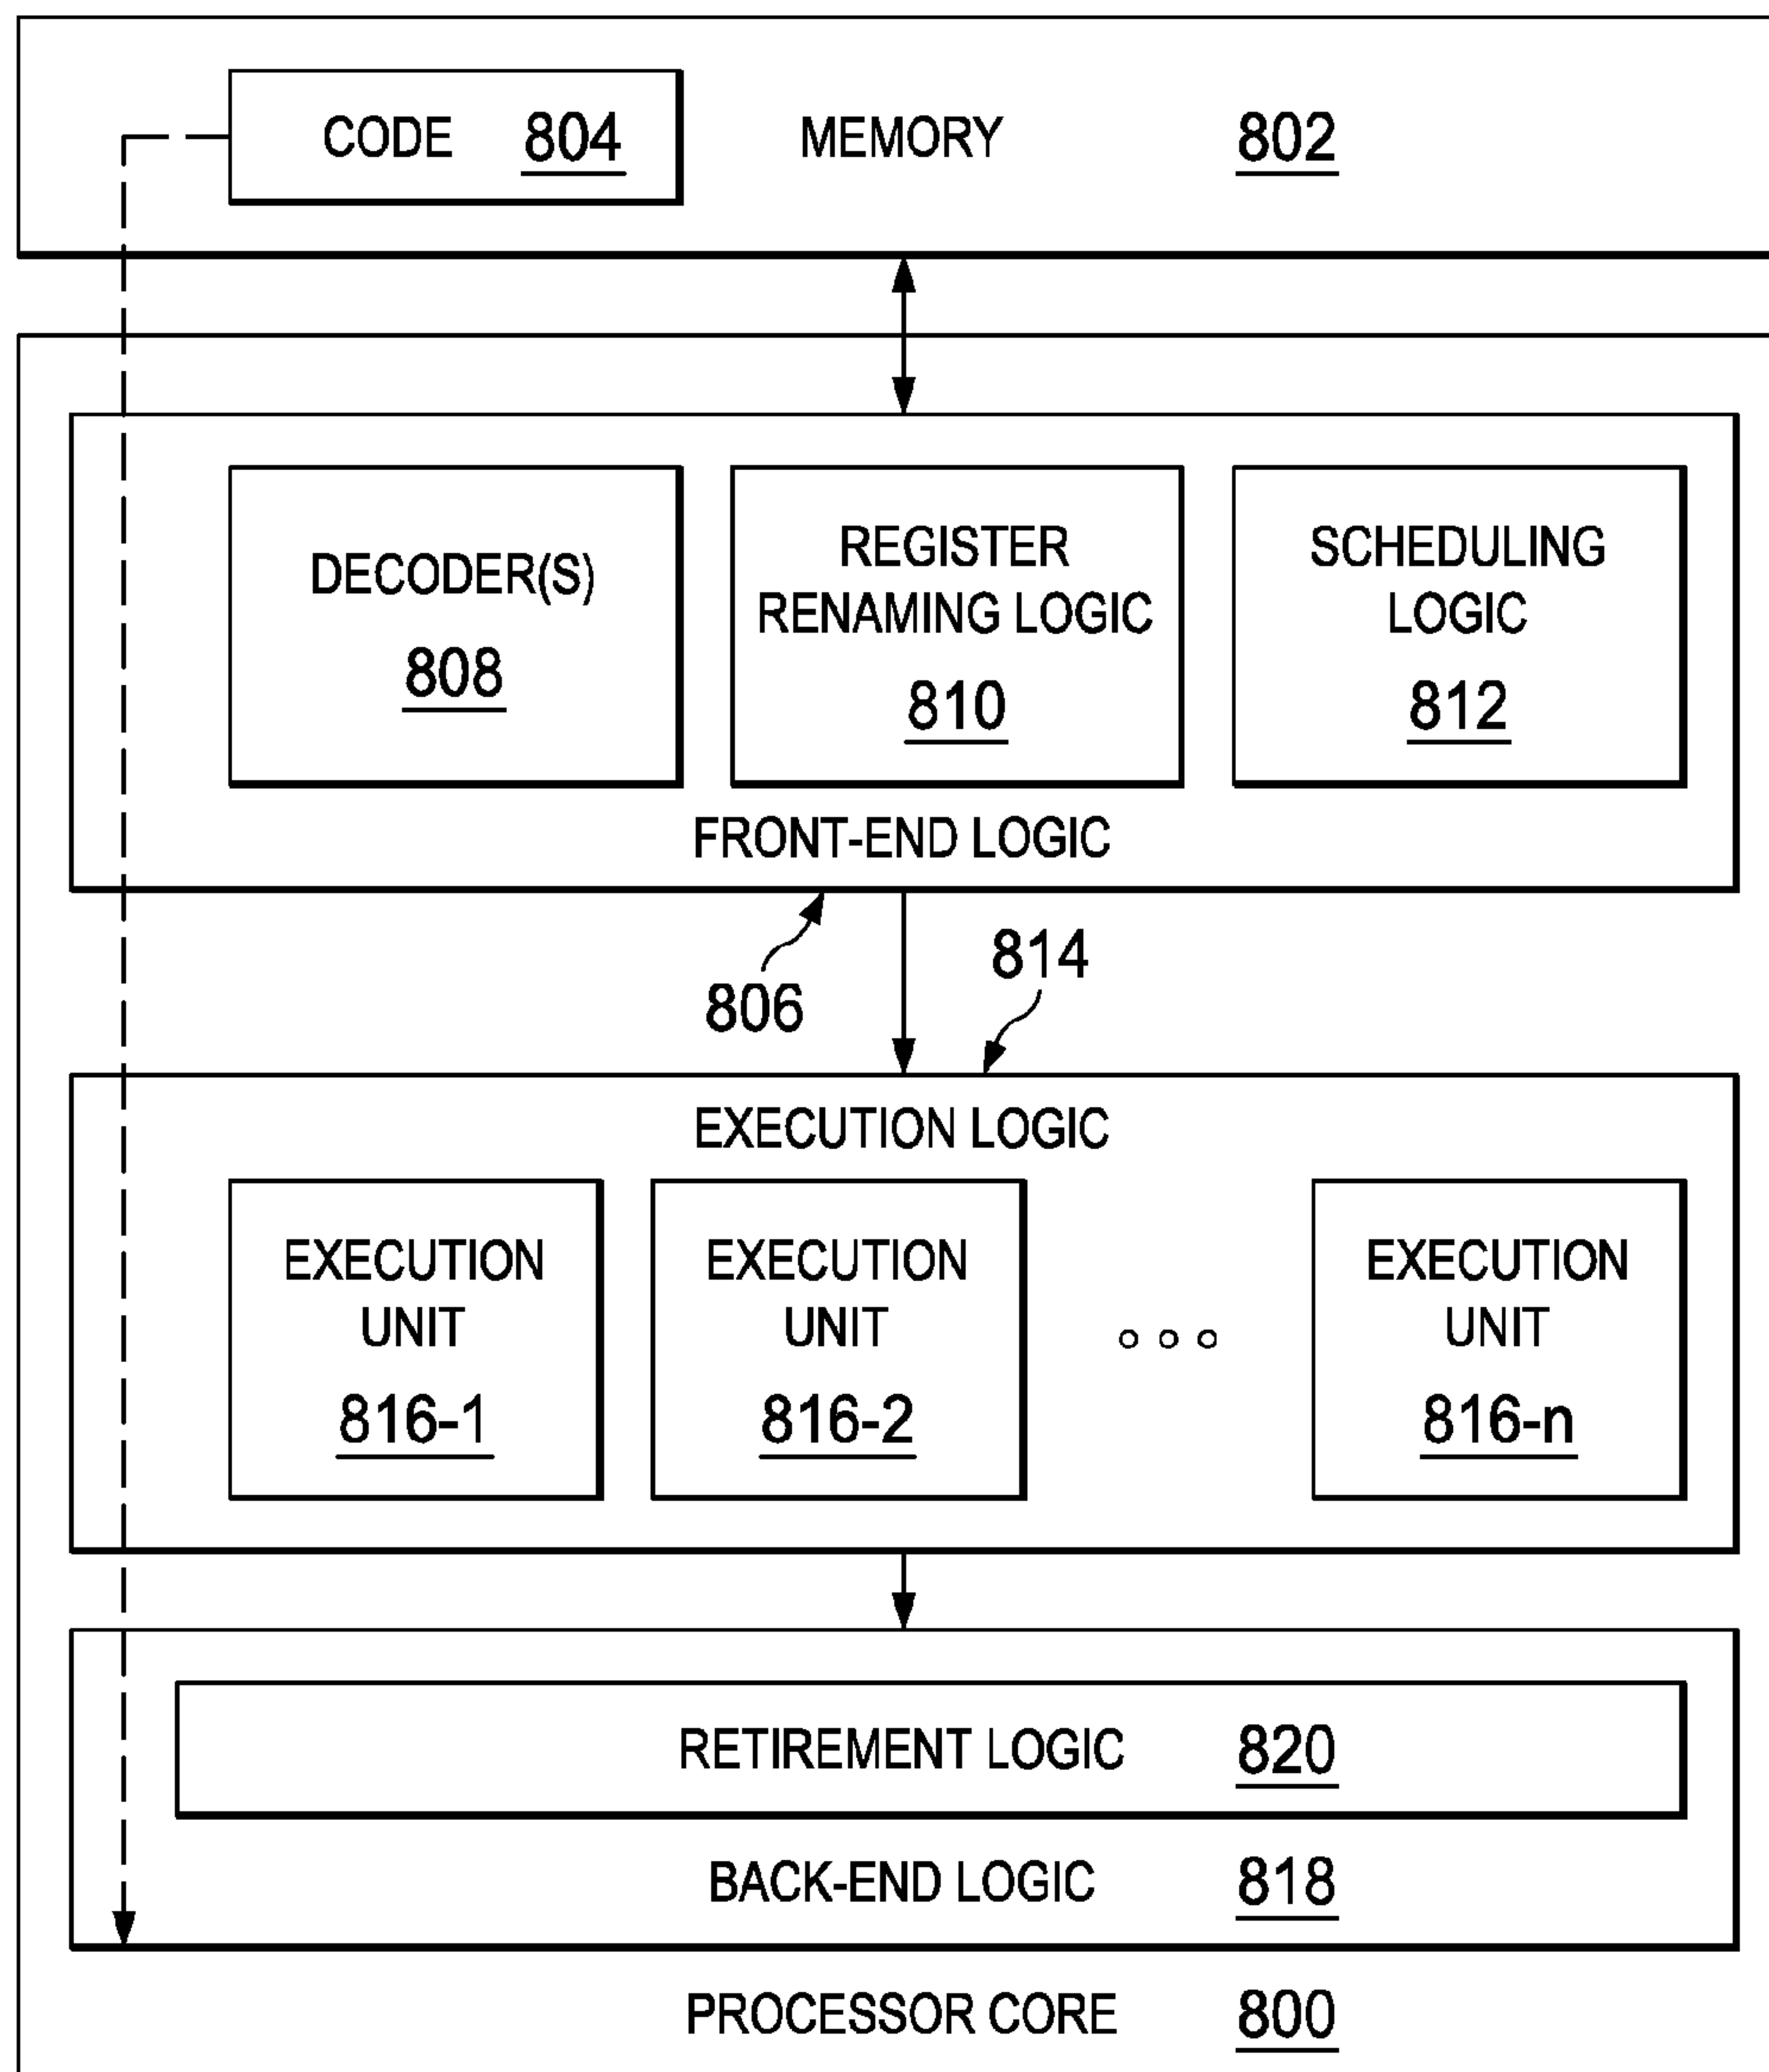 CODE 804 MEMORY 802
DECODER(S)
808
REGISTER
RENAMING LOGIC
810
SCHEDULING
LOGIC
812
FRONT-END LOGIC
806
814
EXECUTION LOGIC
EXECUTION
UNIT
816-1
EXECUTION
UNIT
816-2
EXECUTION
UNIT
816-n
RETIREMENT LOGIC 820
BACK-END LOGIC 818
PROCESSOR CORE 800